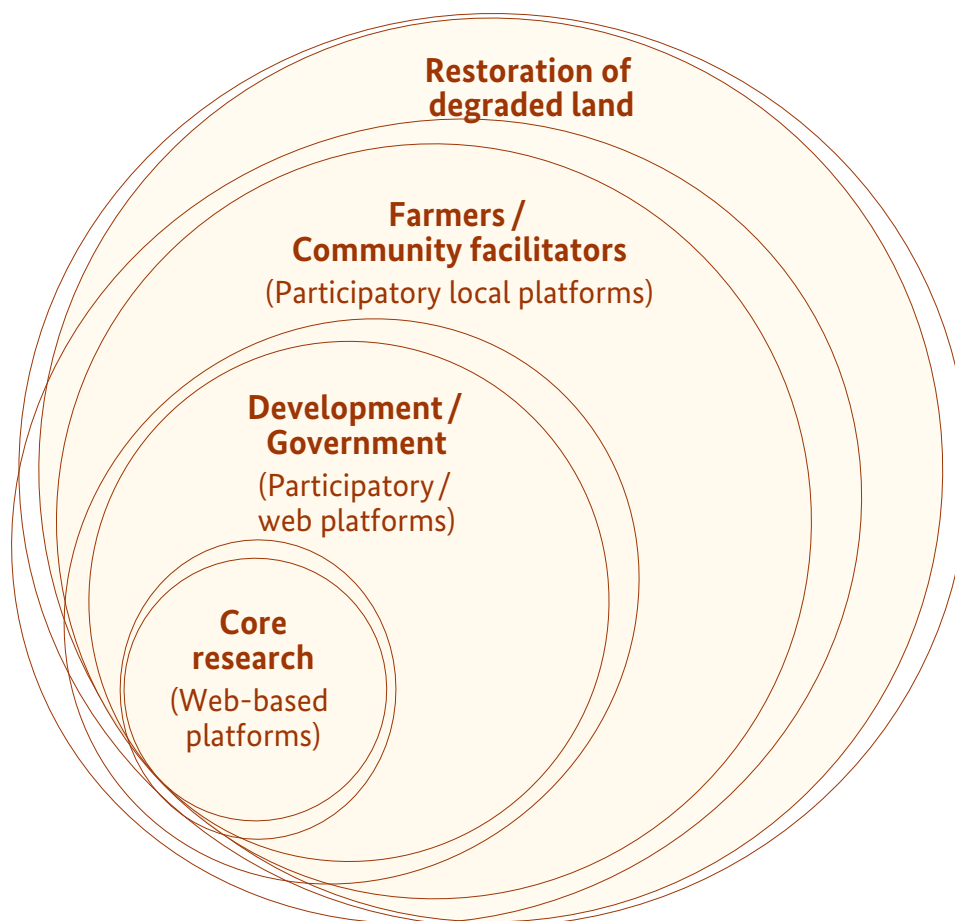 Restoration of
degraded land
Farmers /
Community facilitators
(Participatory local platforms)
Development /
Government
(Participatory /
web platforms)
Core
research
(Web-based
platforms)